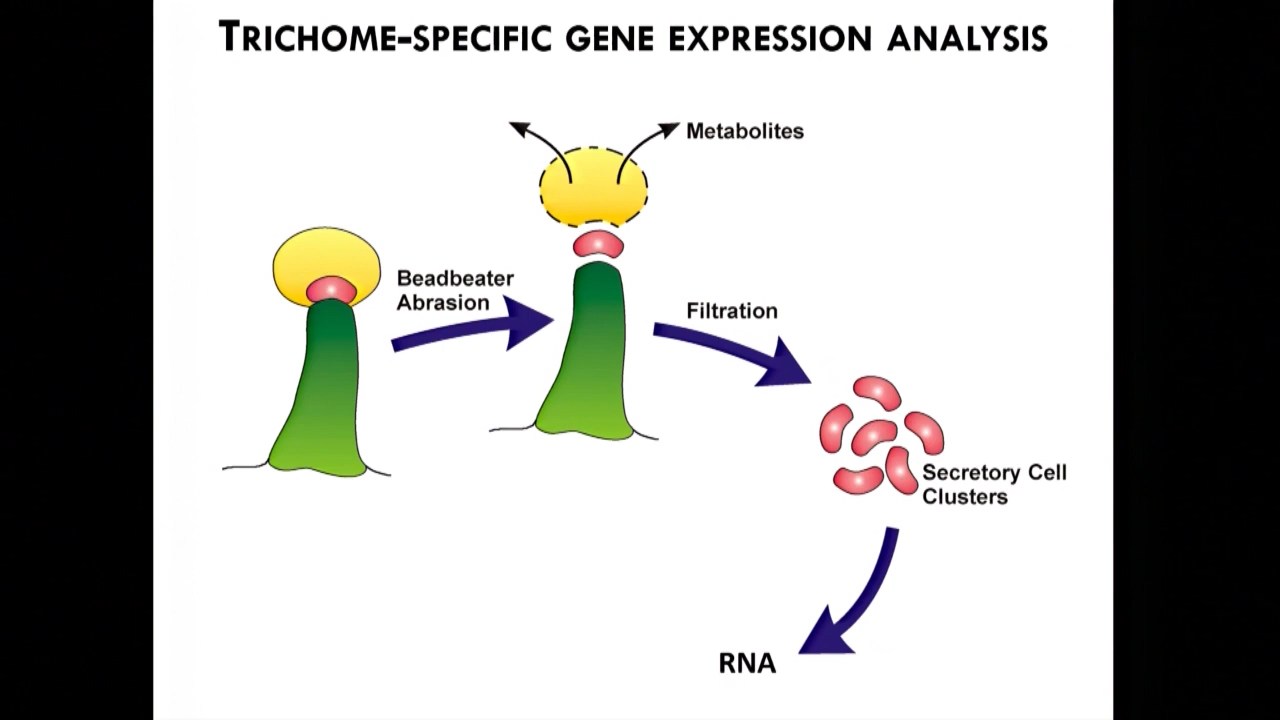 TRICHOME-SPECIFIC GENE EXPRESSION ANALYSIS
Metabolites
Beadbeater
Abrasion
Filtration
Secretory Cell
Clusters
RNA